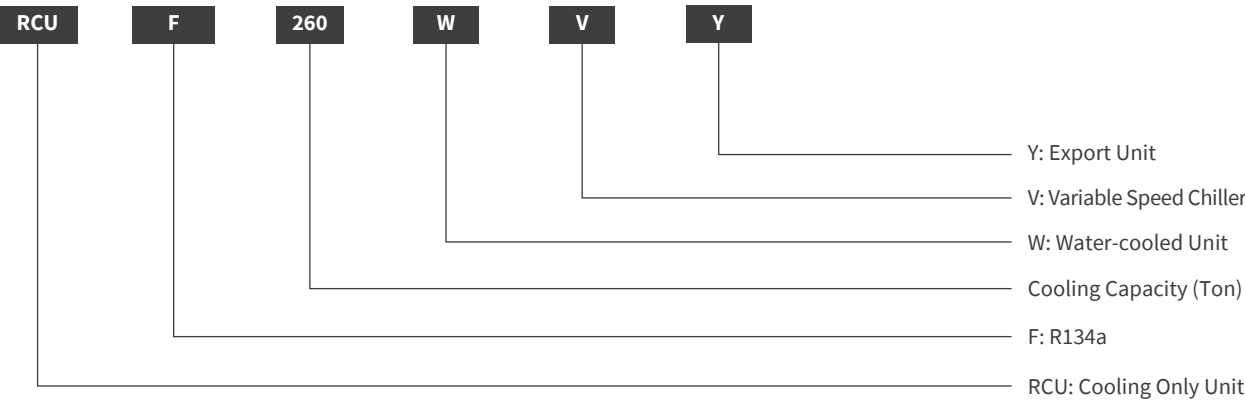 RCU F 260 W V Y
Y: Export Unit
V: Variable Speed Chiller
W: Water-cooled Unit
Cooling Capacity (Ton)
F: R134a
RCU: Cooling Only Unit